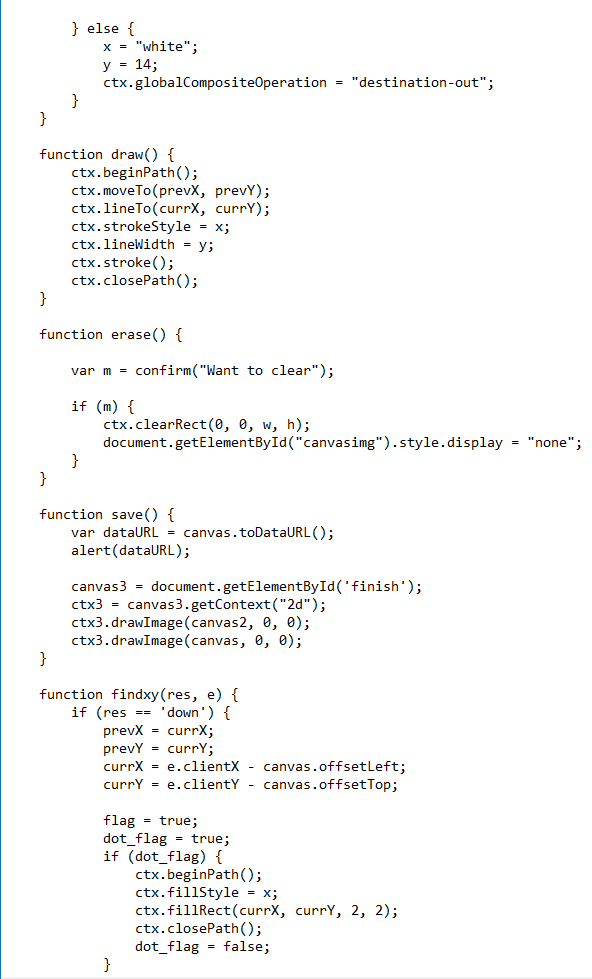 } else {
        x = "white";
        y = 14;
        ctx.globalCompositeOperation = "destination-out";
    }
}

function draw() {
    ctx.beginPath();
    ctx.moveTo(prevX, prevY);
    ctx.lineTo(currX, currY);
    ctx.strokeStyle = x;
    ctx.lineWidth = y;
    ctx.stroke();
    ctx.closePath();
}

function erase() {

    var m = confirm("Want to clear");

    if (m) {
        ctx.clearRect(0, 0, w, h);
        document.getElementById("canvasimg").style.display = "none";
    }
}

function save() {
    var dataURL = canvas.toDataURL();
    alert(dataURL);

    canvas3 = document.getElementById('finish');
    ctx3 = canvas3.getContext("2d");
    ctx3.drawImage(canvas2, 0, 0);
    ctx3.drawImage(canvas, 0, 0);
}

function findxy(res, e) {
    if (res == 'down') {
        prevX = currX;
        prevY = currY;
        currX = e.clientX - canvas.offsetLeft;
        currY = e.clientY - canvas.offsetTop;

        flag = true;
        dot_flag = true;
        if (dot_flag) {
            ctx.beginPath();
            ctx.fillStyle = x;
            ctx.fillRect(currX, currY, 2, 2);
            ctx.closePath();
            dot_flag = false;
        }